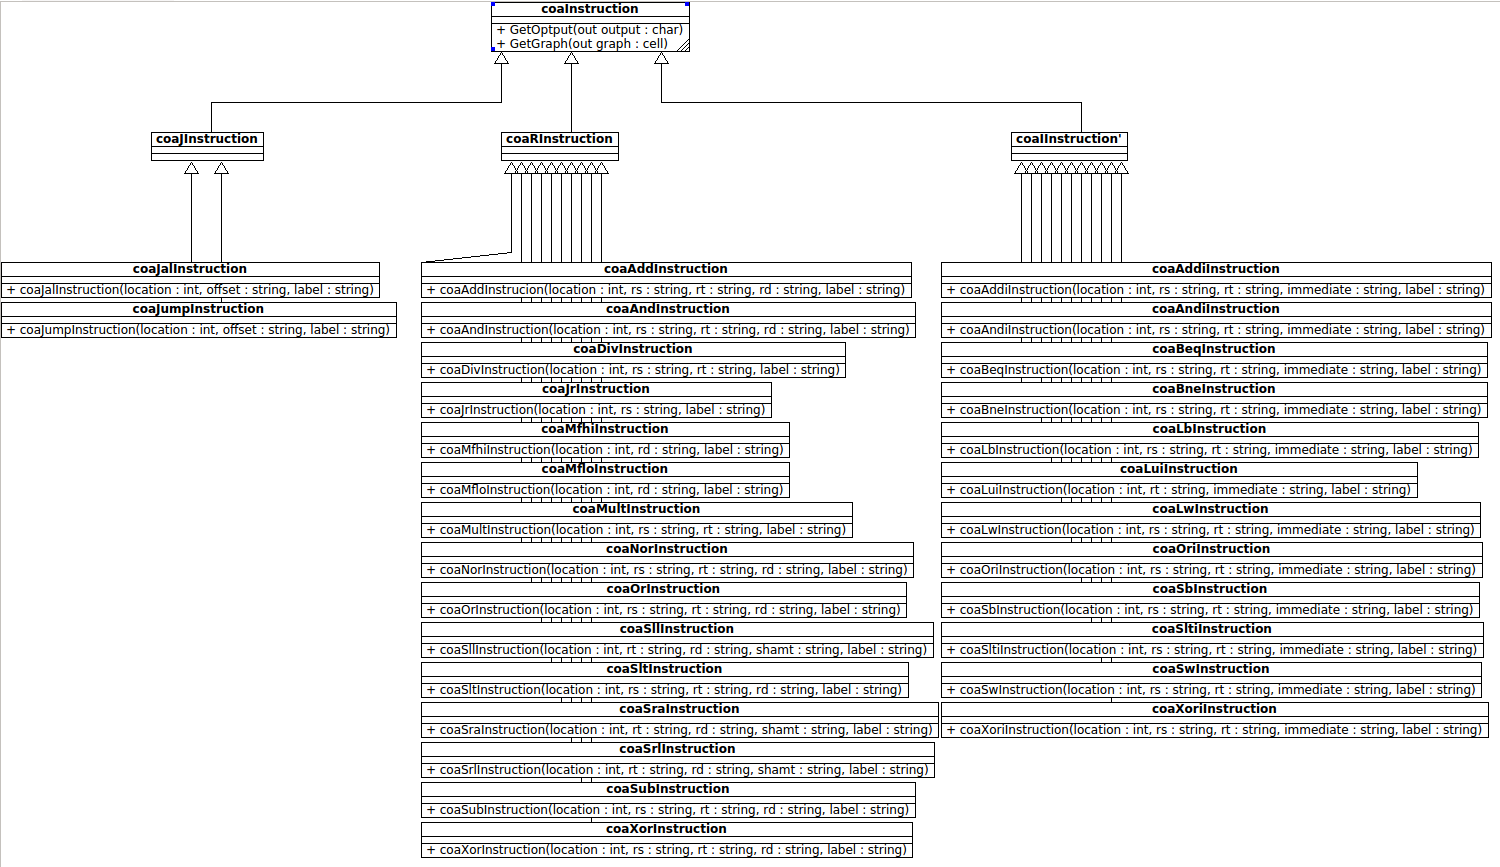 coaInstruction
+ GetOptput(out output : char)
+ GetGraph(out graph : cell)
coaJInstruction
coaRInstruction
coaIInstruction'
coaJalInstruction
+ coaJalInstruction(location : int, offset : string, label : string)
coaJumpInstruction
+ coaJumpInstruction(location : int, offset : string, label : string)
coaAddInstruction
+ coaAddInstrucion(location : int, rs : string, rt : string, rd : string, label : string)
coaAndInstruction
+ coaAndInstrucion(location : int, rs : string, rt : string, rd : string, label : string)
coaDivInstruction
+ coaDivInstruction(location : int, rs : string, rt : string, label : string)
coaJrInstruction
+ coaJrInstruction(location : int, rs : string, label : string)
coaMfhiInstruction
+ coaMfhiInstruction(location : int, rd : string, label : string)
coaMfloInstruction
+ coaMfloInstruction(location : int, rd : string, label : string)
coaMultInstruction
+ coaMultInstruction(location : int, rs : string, rt : string, label : string)
coaNorInstruction
+ coaNorInstruction(location : int, rs : string, rt : string, rd : string, label : string)
coaOrInstruction
+ coaOrInstruction(location : int, rs : string, rt : string, rd : string, label : string)
coaSllInstruction
+ coaSllInstruction(location : int, rt : string, rd : string, shamt : string, label : string)
coaSltInstruction
+ coaSltInstruction(location : int, rs : string, rt : string, rd : string, label : string)
coaSraInstruction
+ coaSraInstruction(location : int, rt : string, rd : string, shamt : string, label : string)
coaSrlInstruction
+ coaSrlInstruction(location : int, rt : string, rd : string, shamt : string, label : string)
coaSubInstruction
+ coaSubInstruction(location : int, rs : string, rt : string, rd : string, label : string)
coaXorInstruction
+ coaXorInstruction(location : int, rs : string, rt : string, rd : string, label : string)
coaAddiInstruction
+ coaAddiInstruction(location : int, rs : string, rt : string, immediate : string, label : string)
coaAndiInstruction
+ coaAndiInstruction(location : int, rs : string, rt : string, immediate : string, label : string)
coaBeqInstruction
+ coaBeqInstruction(location : int, rs : string, rt : string, immediate : string, label : string)
coaBneInstruction
+ coaBneInstruction(location : int, rs : string, rt : string, immediate : string, label : string)
coaLbInstruction
+ coaLbInstruction(location : int, rs : string, rt : string, immediate : string, label : string)
coaLuiInstruction
+ coaLuiInstruction(location : int, rt : string, immediate : string, label : string)
coaLwInstruction
+ coaLwInstruction(location : int, rs : string, rt : string, immediate : string, label : string)
coaOriInstruction
+ coaOriInstruction(location : int, rs : string, rt : string, immediate : string, label : string)
coaSbInstruction
+ coaSbInstruction(location : int, rs : string, rt : string, immediate : string, label : string)
coaSltiInstruction
+ coaSltiInstruction(location : int, rs : string, rt : string, immediate : string, label : string)
coaSwInstruction
+ coaSwInstruction(location : int, rs : string, rt : string, immediate : string, label : string)
coaXoriInstruction
+ coaXoriInstruction(location : int, rs : string, rt : string, immediate : string, label : string)